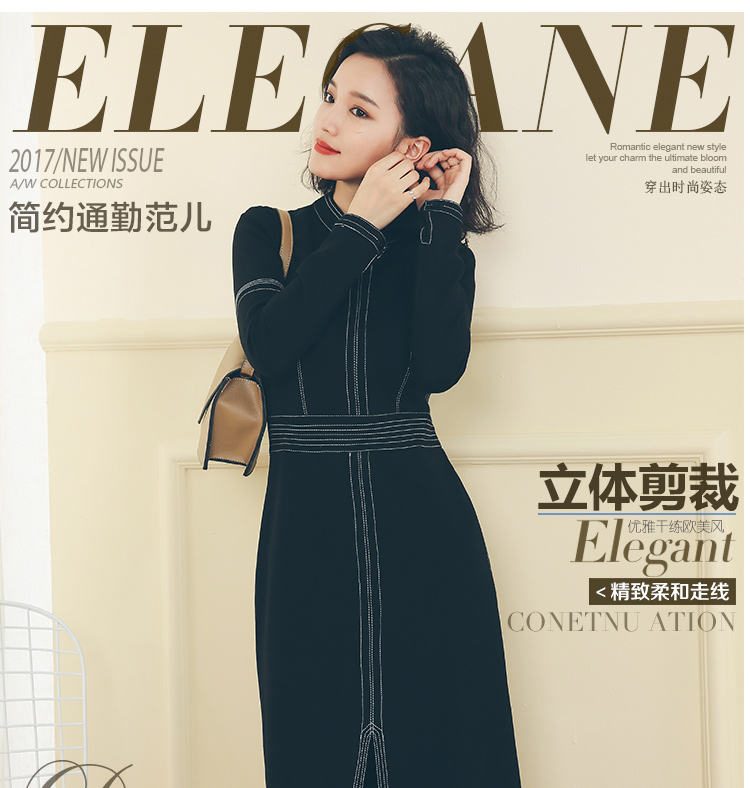 ELEGANE
2017/NEW ISSUE
A/W COLLECTIONS
简约通勤范儿
Romantic elegant new style
let your charm the ultimate bloom
and beautiful
穿出时尚姿态
立体剪裁
优雅干练欧美风
Elegant
<精致柔和走线
CONETNU ATION